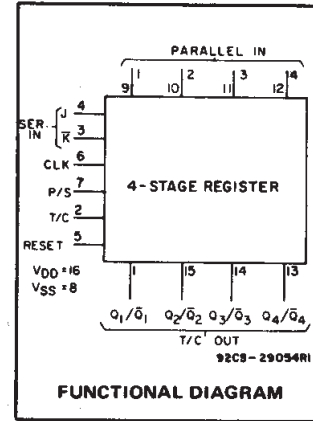 PARALLEL IN
1 2 3 4
9 10 11 12
SER. IN
J 4
K̅ 3
CLK 6
P/S 7
T/C 2
RESET 5
4-STAGE REGISTER
VDD =16
VSS = 8
1 15 14 13
Q1/Q̅1 Q2/Q̅2 Q3/Q̅3 Q4/Q̅4
T/C OUT
92CS-29054R1
FUNCTIONAL DIAGRAM